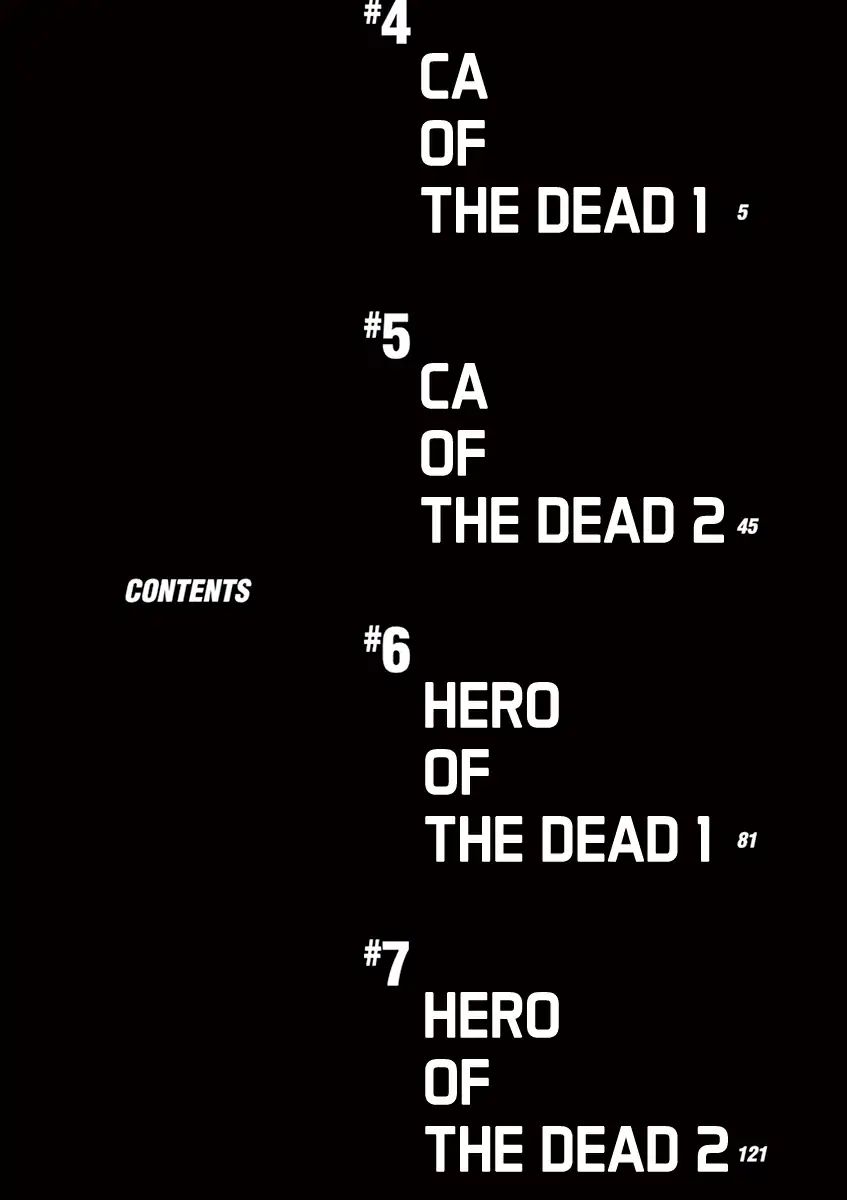 #4
CA
OF
THE DEAD 1 5
#5
CA
OF
THE DEAD 2 45
CONTENTS
#6
HERO
OF
THE DEAD 1 81
#7
HERO
OF
THE DEAD 2 121